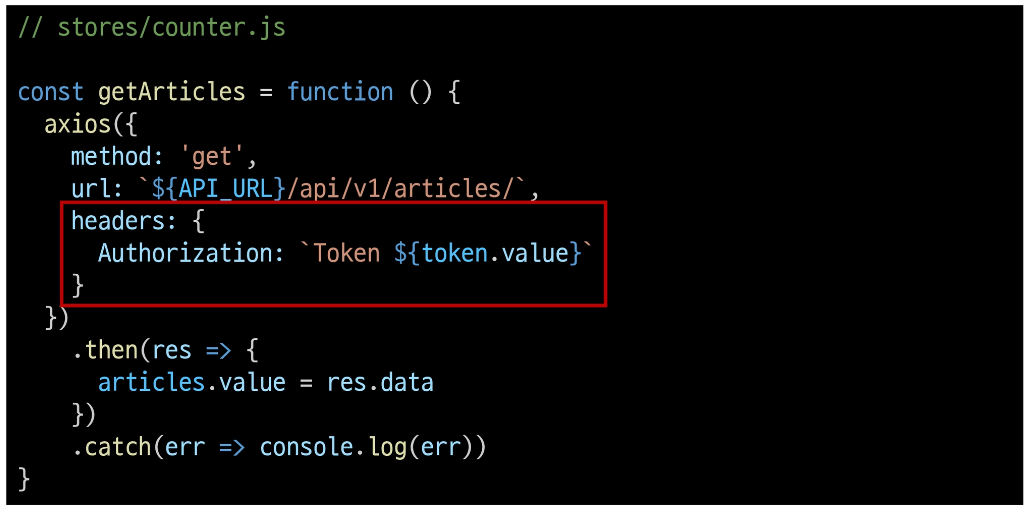 // stores/counter.js

const getArticles = function () {
  axios({
    method: 'get',
    url: `${API_URL}/api/v1/articles/`,
    headers: {
      Authorization: `Token ${token.value}`
    }
  })
    .then(res => {
      articles.value = res.data
    })
    .catch(err => console.log(err))
}